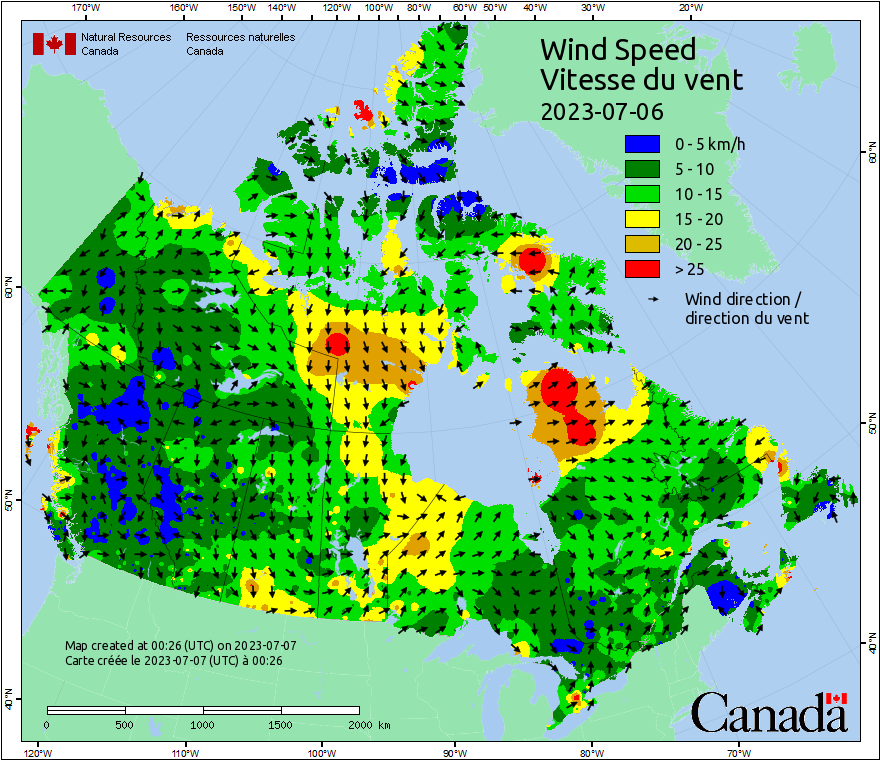 170°W 160°W 150°W 140°W 120°W 100°W 80°W 60°W 50°W 40°W 30°W 20°W
Natural Resources Ressources naturelles
Canada Canada
Wind Speed
Vitesse du vent
2023-07-06
0 - 5 km/h
5 - 10
10 - 15
15 - 20
20 - 25
> 25
Wind direction /
direction du vent
60°N
60°N
50°N
50°N
40°N
40°N
Map created at 00:26 (UTC) on 2023-07-07
Carte créée le 2023-07-07 (UTC) à 00:26
0 500 1000 1500 2000 km
Canada
120°W 110°W 100°W 90°W 80°W 70°W